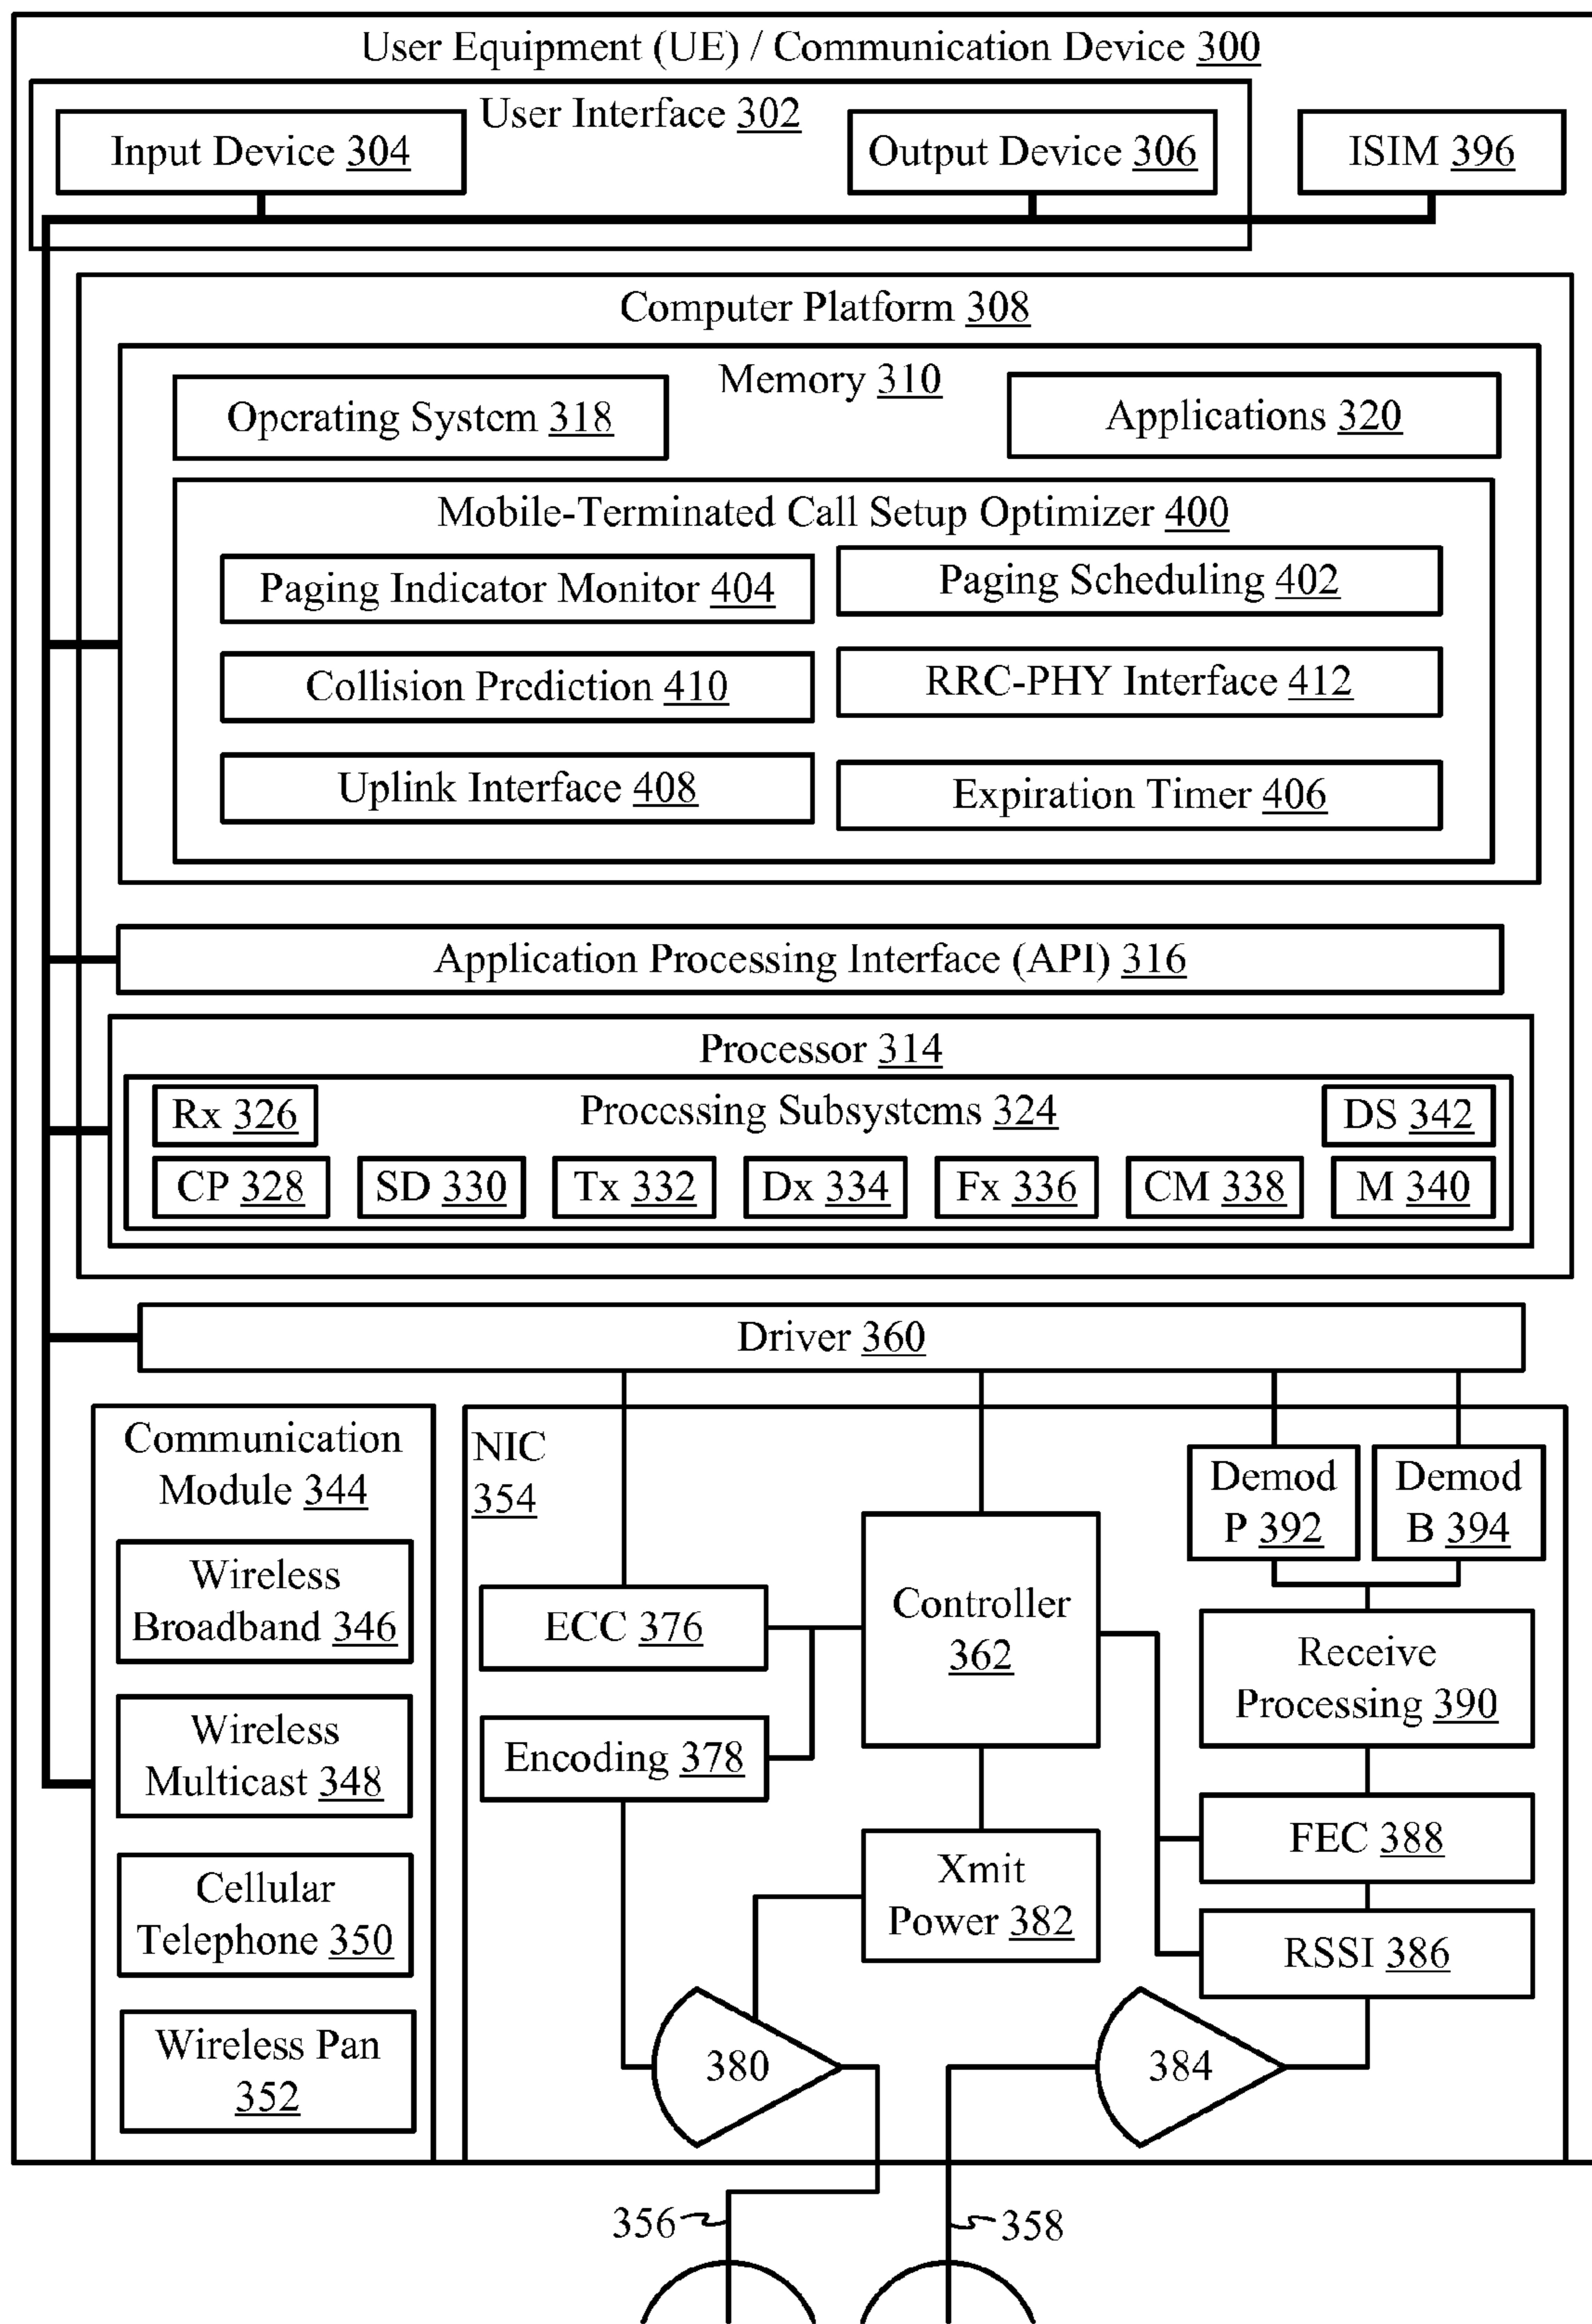 User Equipment (UE) / Communication Device 300
User Interface 302
Input Device 304
Output Device 306
ISIM 396
Computer Platform 308
Memory 310
Operating System 318
Applications 320
Mobile-Terminated Call Setup Optimizer 400
Paging Indicator Monitor 404
Paging Scheduling 402
Collision Prediction 410
RRC-PHY Interface 412
Uplink Interface 408
Expiration Timer 406
Application Processing Interface (API) 316
Processor 314
Rx 326
Processing Subsystems 324
DS 342
CP 328
SD 330
Tx 332
Dx 334
Fx 336
CM 338
M 340
Driver 360
Communication
Module 344
Wireless
Broadband 346
Wireless
Multicast 348
Cellular
Telephone 350
Wireless Pan
352
NIC
354
ECC 376
Encoding 378
Controller
362
Xmit
Power 382
Demod
P 392
Demod
B 394
Receive
Processing 390
FEC 388
RSSI 386
380
384
356
358